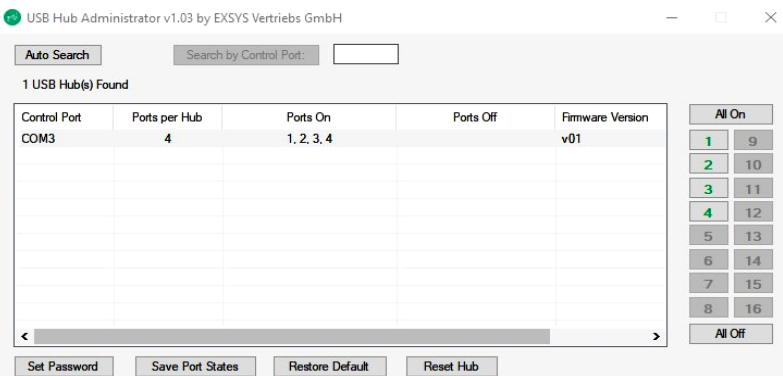 USB Hub Administrator v1.03 by EXSYS Vertriebs GmbH
Auto Search Search by Control Port:
1 USB Hub(s) Found
Control Port Ports per Hub Ports On Ports Off Firmware Version
COM3 4 1, 2, 3, 4 v01
All On
1 9
2 10
3 11
4 12
5 13
6 14
7 15
8 16
All Off
Set Password Save Port States Restore Default Reset Hub